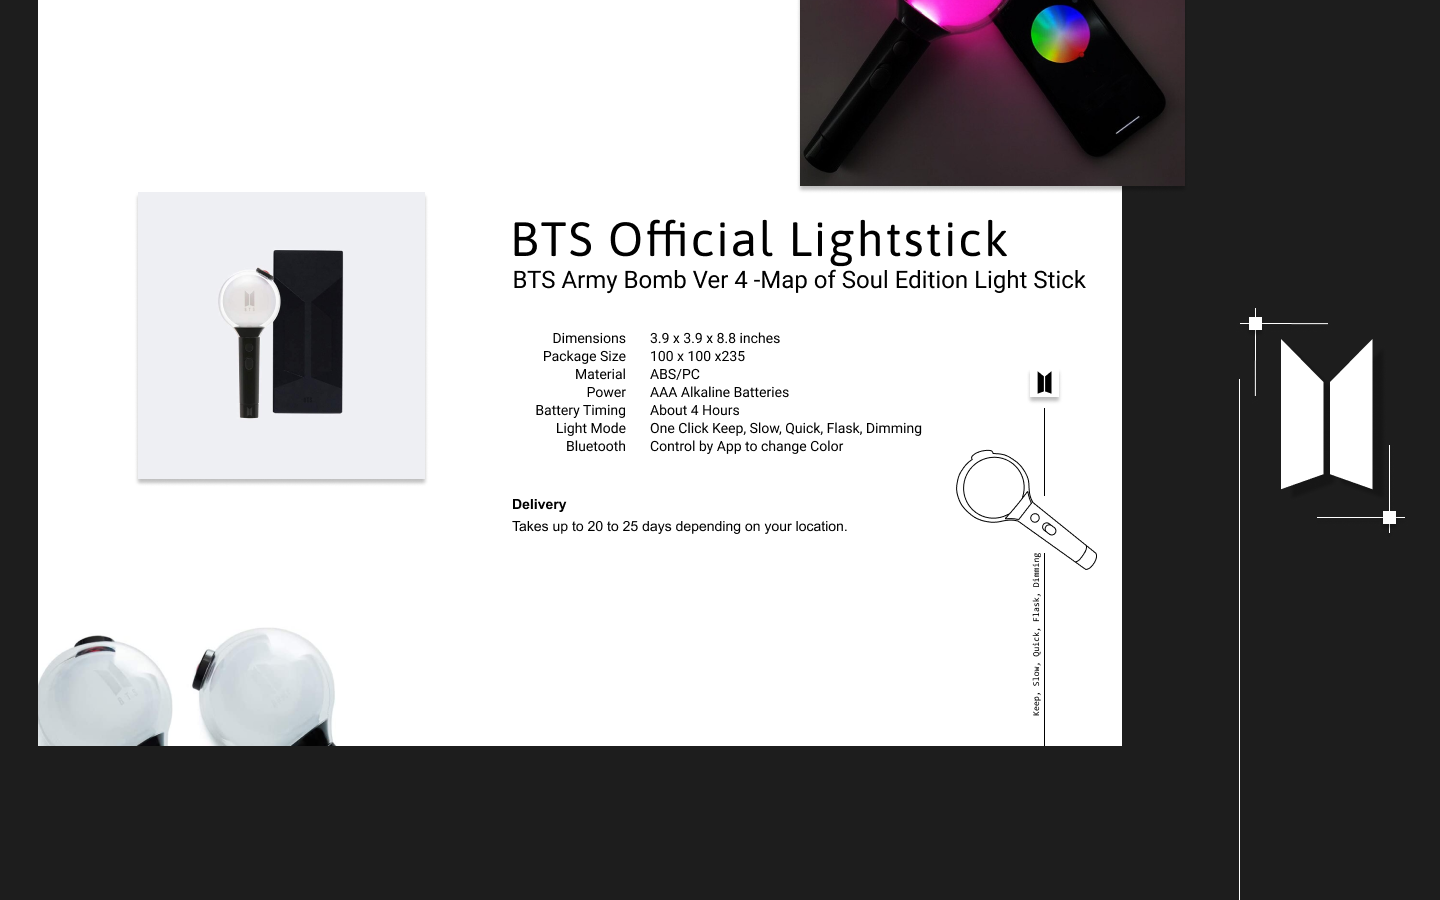 BTS Official Lightstick
BTS Army Bomb Ver 4 -Map of Soul Edition Light Stick
Dimensions 3.9 x 3.9 x 8.8 inches
Package Size 100 x 100 x235
Material ABS/PC
Power AAA Alkaline Batteries
Battery Timing About 4 Hours
Light Mode One Click Keep, Slow, Quick, Flask, Dimming
Bluetooth Control by App to change Color
Delivery
Takes up to 20 to 25 days depending on your location.
Keep, Slow, Quick, Flask, Dimming